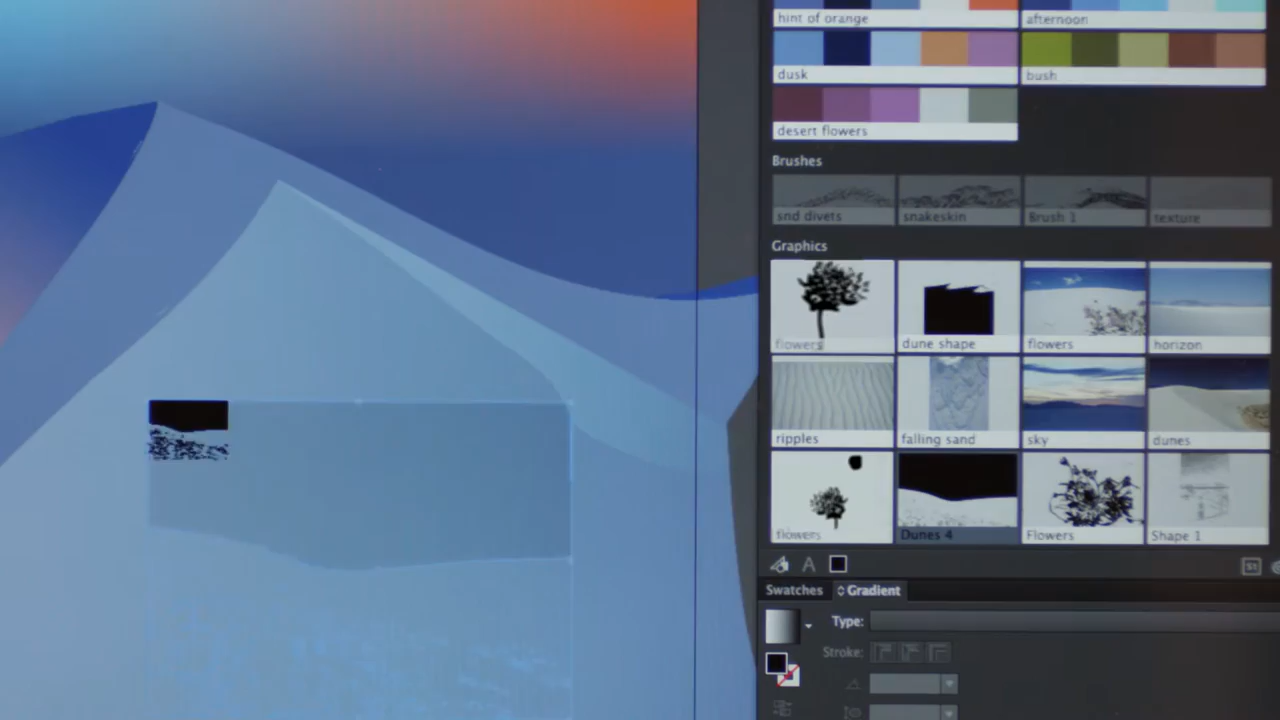 hint of orange
afternoon
dusk
bush
desert flowers
Brushes
snd divets
snakeskin
Brush 1
texture
Graphics
flowers
dune shape
flowers
horizon
ripples
falling sand
sky
dunes
flowers
Dunes 4
Flowers
Shape 1
A
St
Swatches
Gradient
Type:
Stroke: